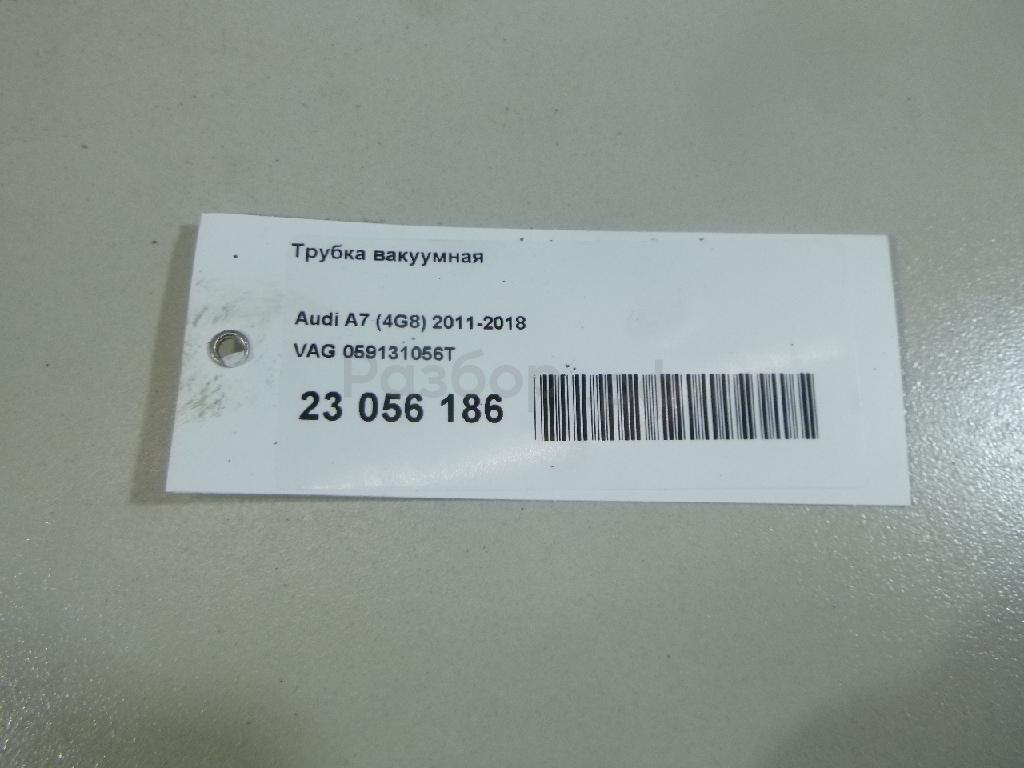 Трубка вакуумная
Audi A7 (4G8) 2011-2018
VAG 059131056T
23 056 186